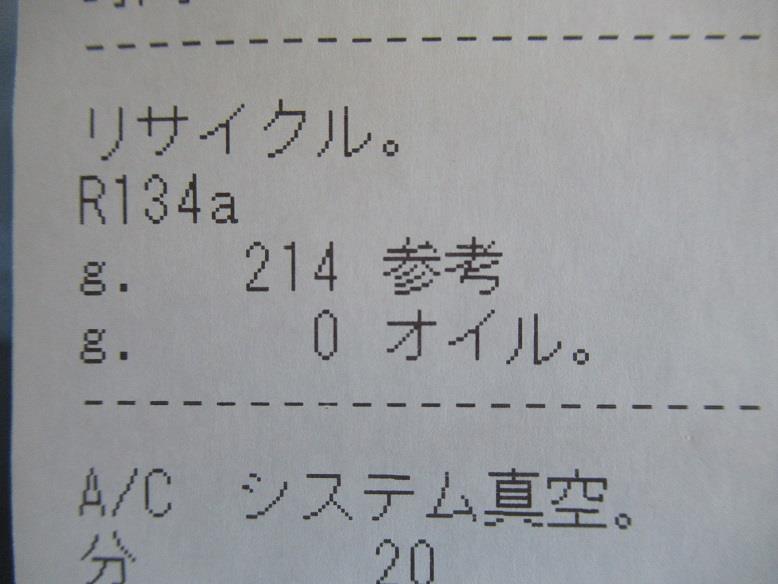 リサイクル。
R134a
g. 214 参考
g. 0 オイル。
A/C システム真空。
分 20